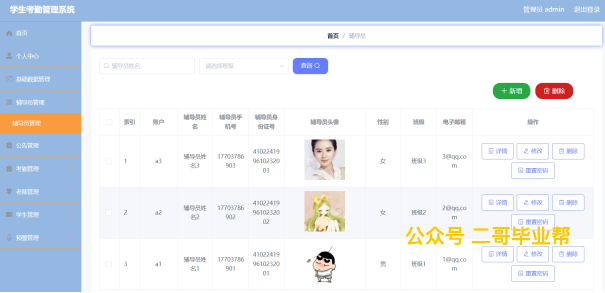 学生考勤管理系统
管理员 admin 退出登录
首页
个人中心
基础数据管理
辅导员管理
辅导员管理
公告管理
考勤管理
老师管理
学生管理
预警管理
首页 / 辅导员
辅导员姓名 请选择班级 查询
+ 新增 删除
索引 账户 辅导员姓名 辅导员手机号 辅导员身份证号 辅导员头像 性别 班级 电子邮箱 操作
1 a3 辅导员姓名3 17703786903 410224199610232003 女 班级3 3@qq.com 详情 修改 删除
重置密码
2 a2 辅导员姓名2 17703786902 410224199610232002 女 班级2 2@qq.com 详情 修改 删除
重置密码
公众号 二哥毕业帮
3 a1 辅导员姓名1 17703786901 410224199610232001 男 班级1 1@qq.com 详情 修改 删除
重置密码